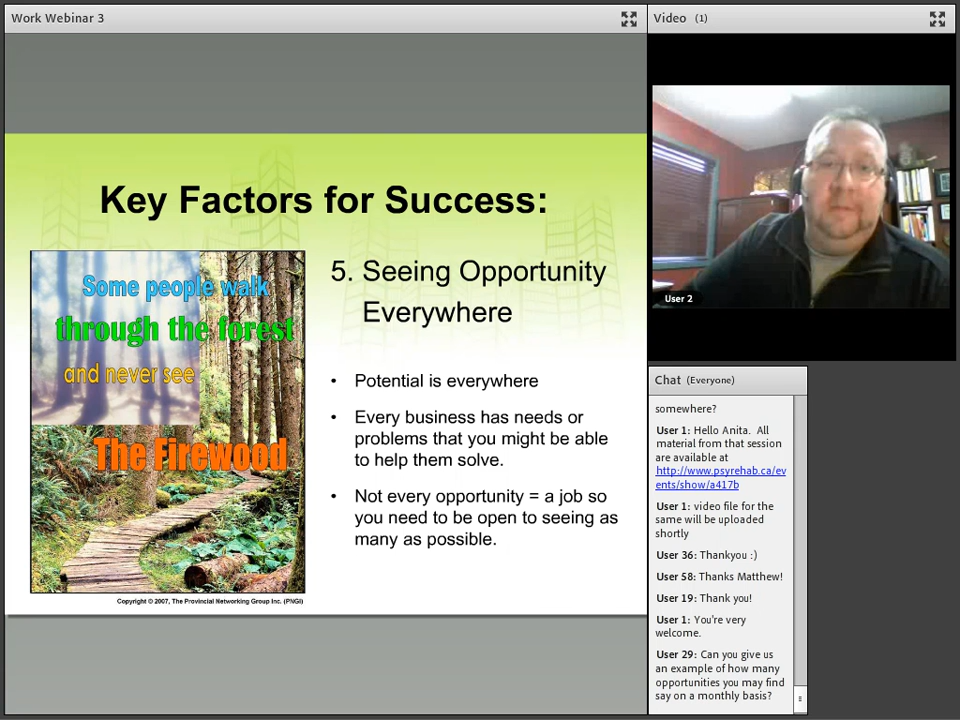 Work Webinar 3
Video (1)
Key Factors for Success:
Some people walk
through the forest
and never see
The Firewood
5. Seeing Opportunity
Everywhere
• Potential is everywhere
• Every business has needs or
problems that you might be able
to help them solve.
• Not every opportunity = a job so
you need to be open to seeing as
many as possible.
Copyright © 2007, The Provincial Networking Group Inc. (PNGI)
User 2
Chat (Everyone)
somewhere?
User 1: Hello Anita. All
material from that session
are available at
http://www.psyrehab.ca/ev
ents/show/a417b
User 1: video file for the
same will be uploaded
shortly
User 36: Thankyou :)
User 58: Thanks Matthew!
User 19: Thank you!
User 1: You're very
welcome.
User 29: Can you give us
an example of how many
opportunities you may find
say on a monthly basis?